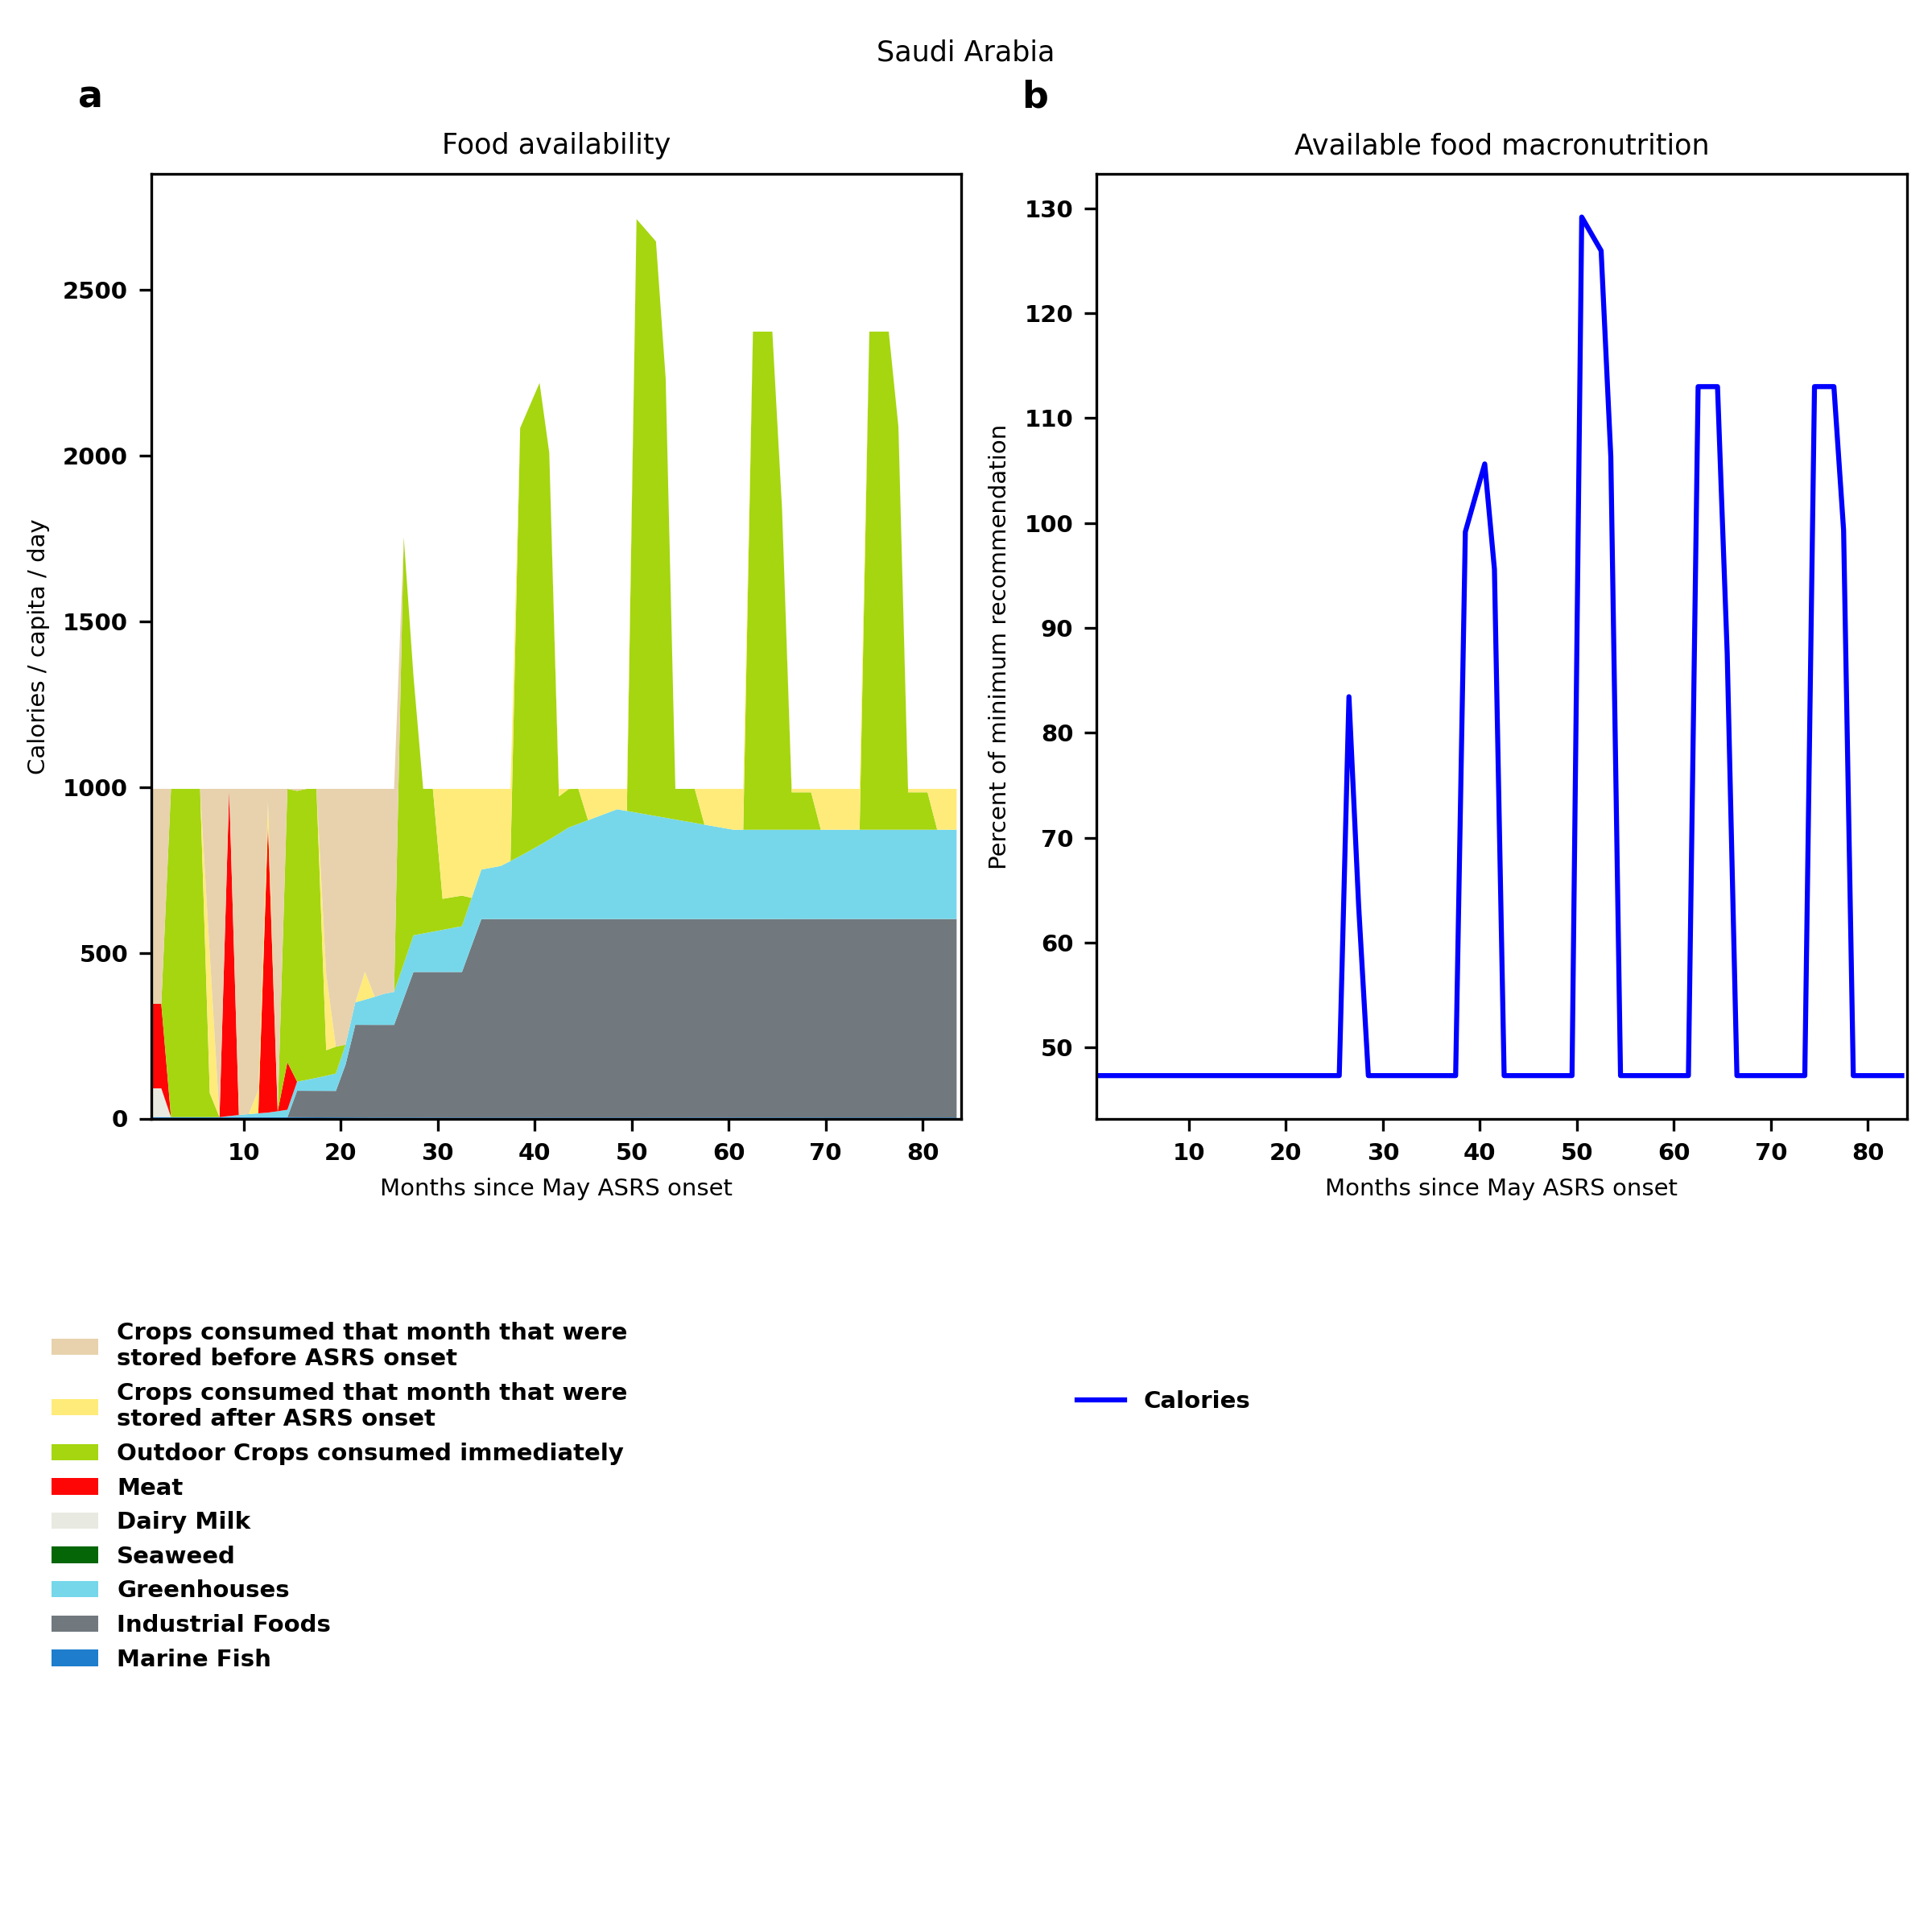 Saudi Arabia
a
Food availability
2500
2000
1500
1000
500
0
Calories / capita / day
10 20 30 40 50 60 70 80
Months since May ASRS onset
b
Available food macronutrition
130
120
110
100
90
80
70
60
50
Percent of minimum recommendation
10 20 30 40 50 60 70 80
Months since May ASRS onset
Crops consumed that month that were
stored before ASRS onset
Crops consumed that month that were
stored after ASRS onset
Outdoor Crops consumed immediately
Meat
Dairy Milk
Seaweed
Greenhouses
Industrial Foods
Marine Fish
Calories